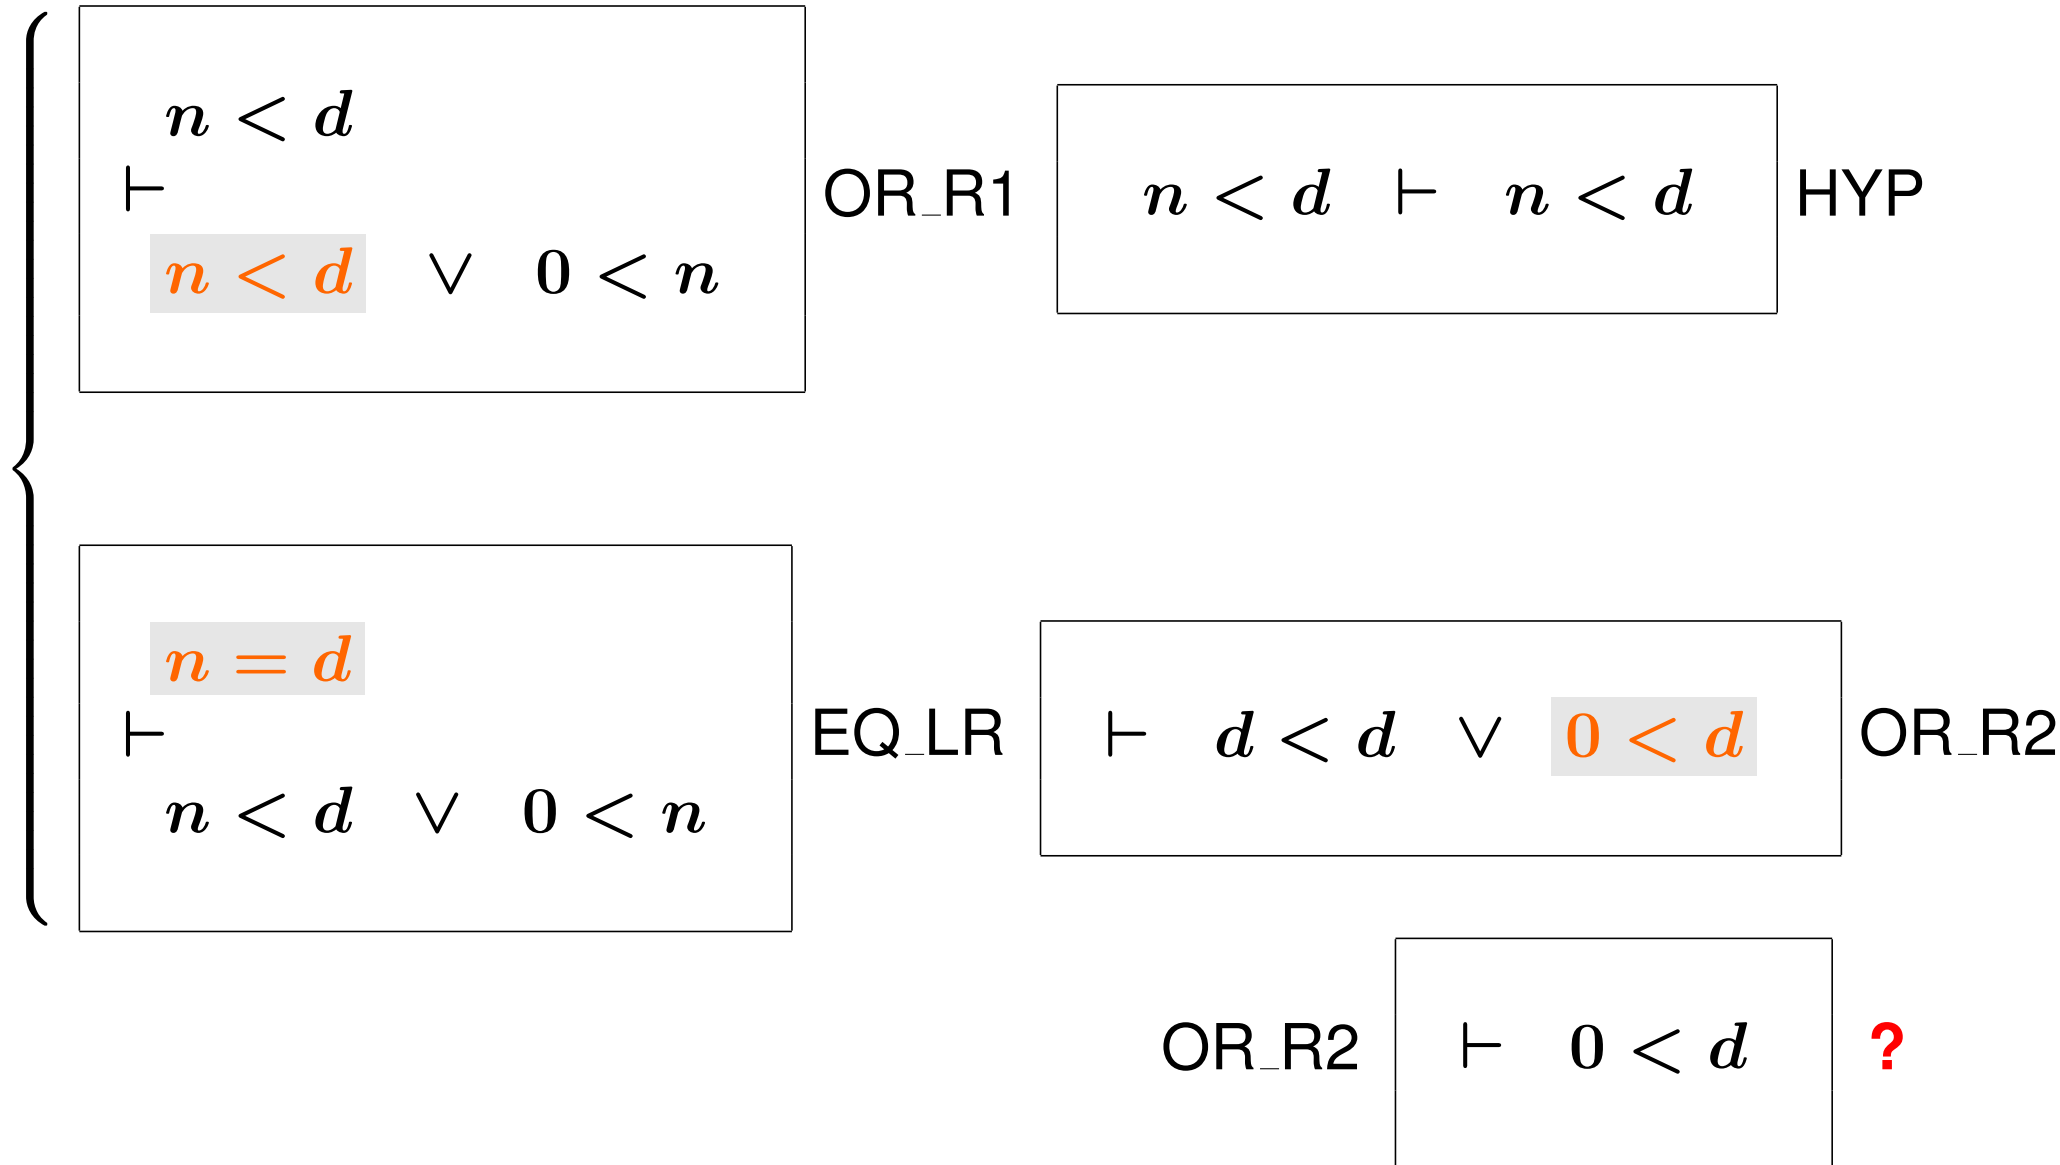 n < d
⊢
n < d ∨ 0 < n
OR_R1
n < d ⊢ n < d
HYP
n = d
⊢
n < d ∨ 0 < n
EQ_LR
⊢ d < d ∨ 0 < d
OR_R2
OR_R2
⊢ 0 < d
?